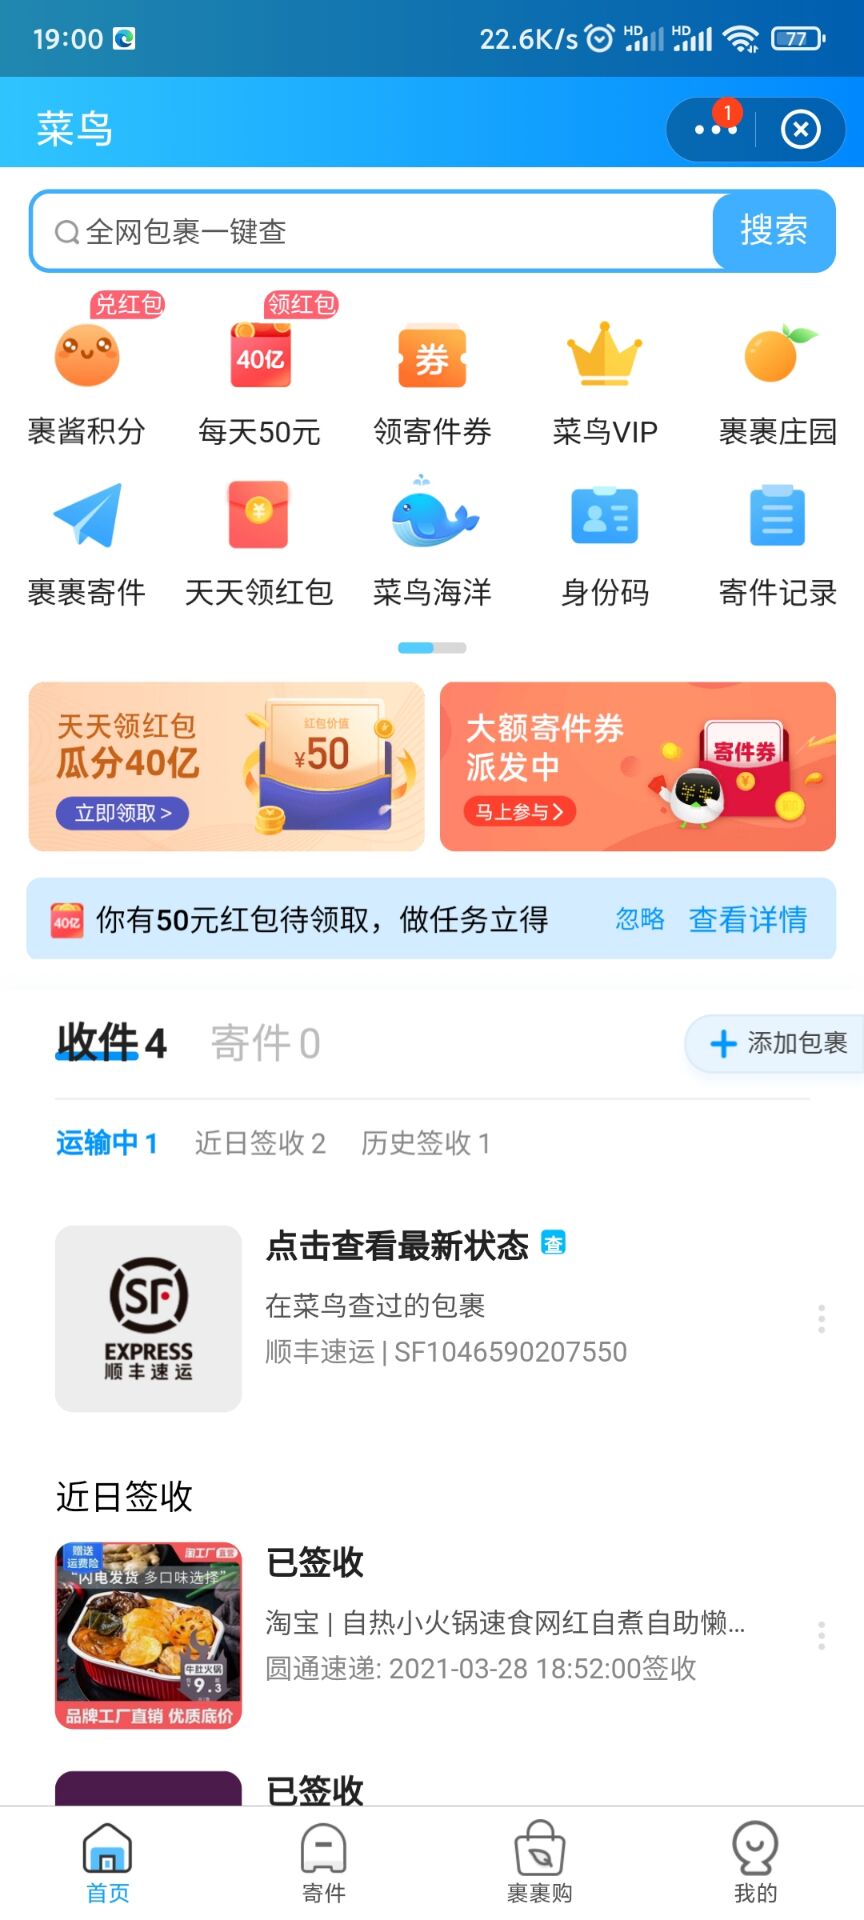 19:00
22.6K/s
HD
HD
77
菜鸟
1
全网包裹一键查
搜索
兑红包
领红包
40亿
券
裹酱积分
每天50元
领寄件券
菜鸟VIP
裹裹庄园
裹裹寄件
天天领红包
菜鸟海洋
身份码
寄件记录
天天领红包
瓜分40亿
立即领取 >
红包价值
¥50
大额寄件券
派发中
马上参与>
寄件券
40亿
你有50元红包待领取，做任务立得
忽略
查看详情
收件 4
寄件 0
添加包裹
运输中 1
近日签收 2
历史签收 1
SF
EXPRESS
顺丰速运
点击查看最新状态
查
在菜鸟查过的包裹
顺丰速运 | SF1046590207550
近日签收
赠送
运费险
淘工厂直营
"闪电发货 多口味选择"
牛肚火锅
9.3
品牌工厂直销 优质底价
已签收
淘宝 | 自热小火锅速食网红自煮自助懒...
圆通速递: 2021-03-28 18:52:00签收
已签收
首页
寄件
裹裹购
我的